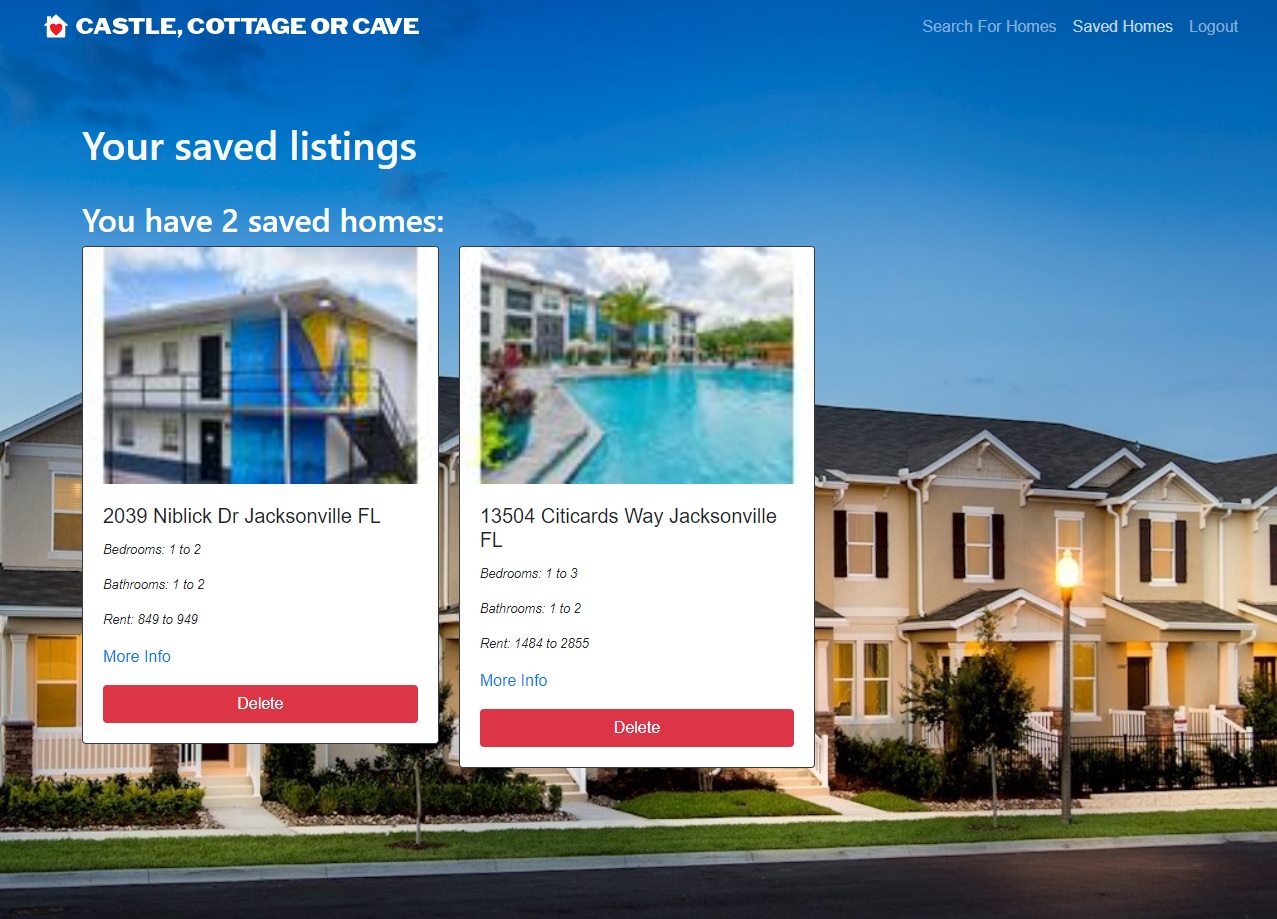 CASTLE, COTTAGE OR CAVE
Search For Homes Saved Homes Logout
Your saved listings
You have 2 saved homes:
2039 Niblick Dr Jacksonville FL
Bedrooms: 1 to 2
Bathrooms: 1 to 2
Rent: 849 to 949
More Info
Delete
13504 Citicards Way Jacksonville
FL
Bedrooms: 1 to 3
Bathrooms: 1 to 2
Rent: 1484 to 2855
More Info
Delete